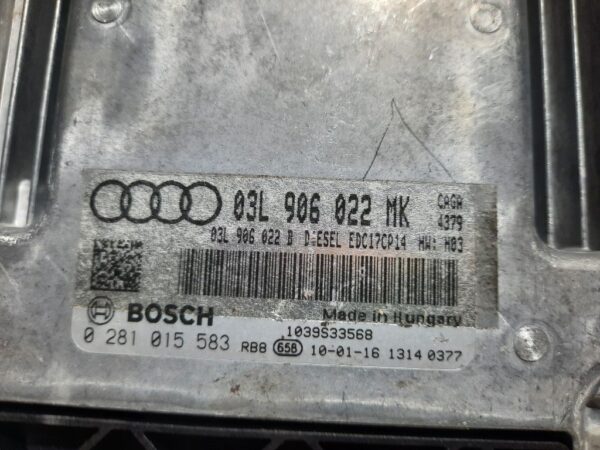 03L 906 022 MK CAGA 4379
03L 906 022 B DIESEL EDC17CP14 HW: H03
BOSCH Made in Hungary
1039S33568
0 281 015 583 RB8 656 10-01-16 1314 0377